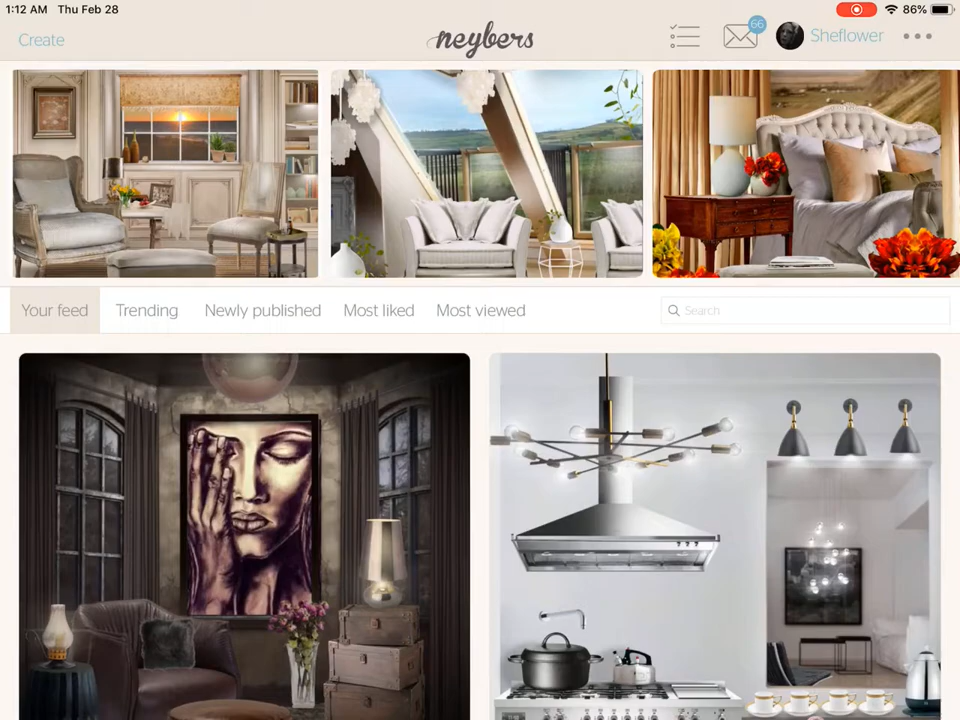 1:12 AM Thu Feb 28
86%
Create
neybers
66
Sheflower
Your feed
Trending
Newly published
Most liked
Most viewed
Search